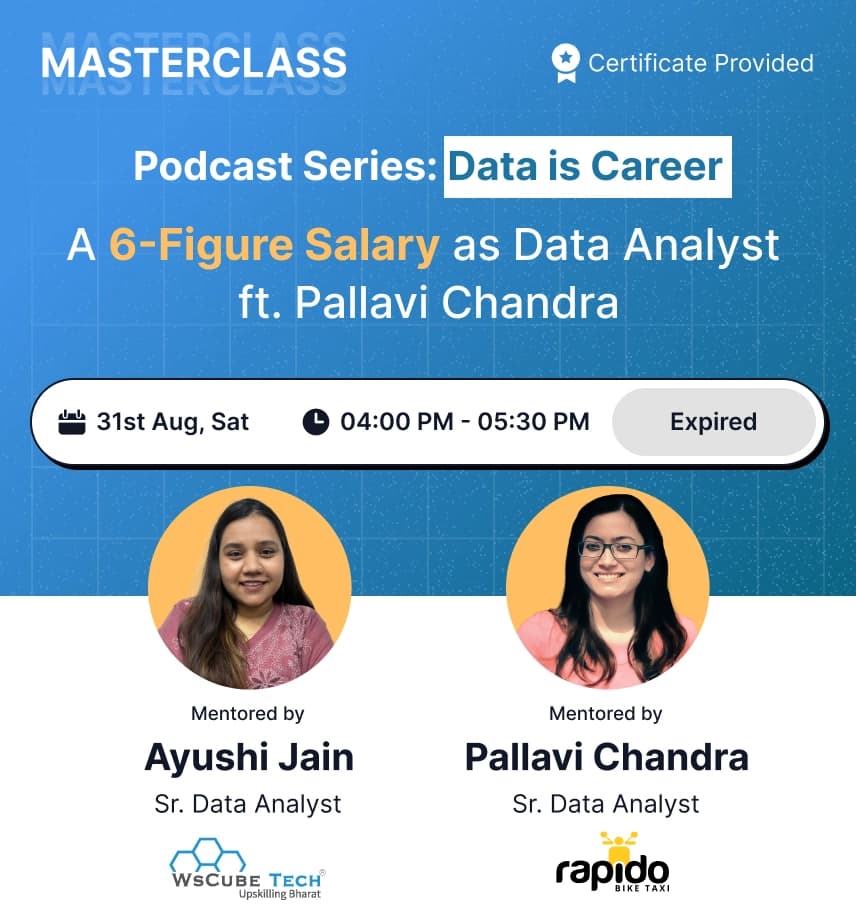 MASTERCLASS
Certificate Provided
Podcast Series: Data is Career
A 6-Figure Salary as Data Analyst
ft. Pallavi Chandra
31st Aug, Sat
04:00 PM - 05:30 PM
Expired
Mentored by
Ayushi Jain
Sr. Data Analyst
WsCube Tech®
Upskilling Bharat
Mentored by
Pallavi Chandra
Sr. Data Analyst
rapido
BIKE TAXI